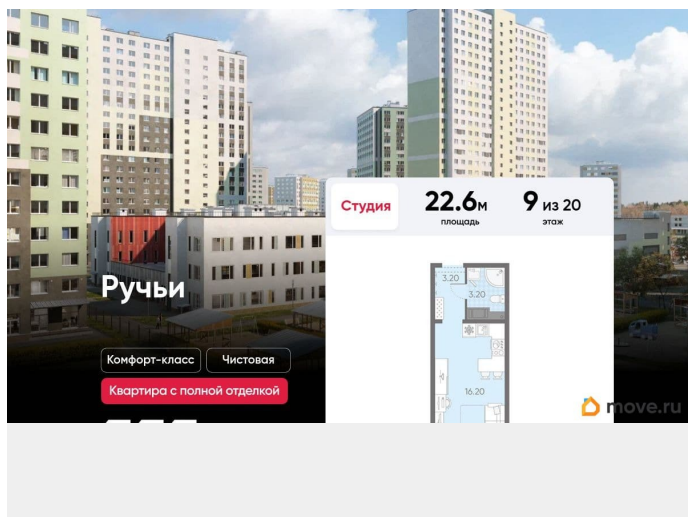 Студия
22.6м
площадь
9 из 20
этаж
3.20
3.20
16.20
Ручьи
Комфорт-класс
Чистовая
Квартира с полной отделкой
move.ru